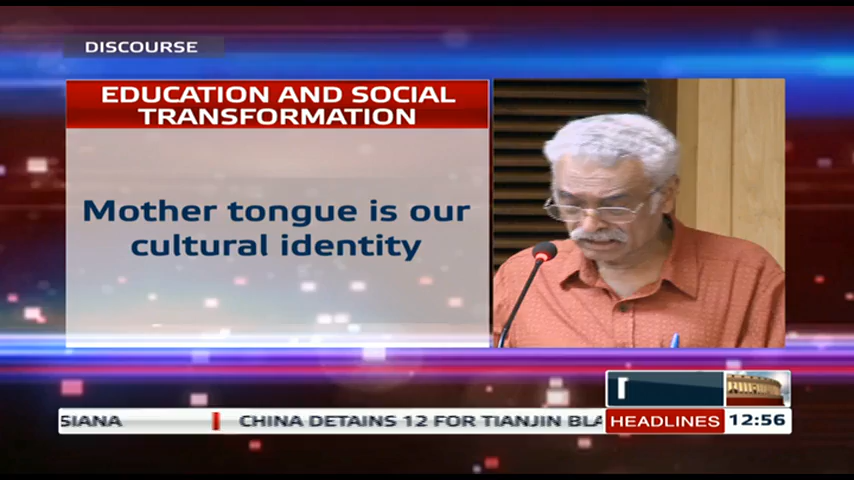 DISCOURSE
EDUCATION AND SOCIAL
TRANSFORMATION
Mother tongue is our
cultural identity
SIANA
CHINA DETAINS 12 FOR TIANJIN BLA
HEADLINES
12:56